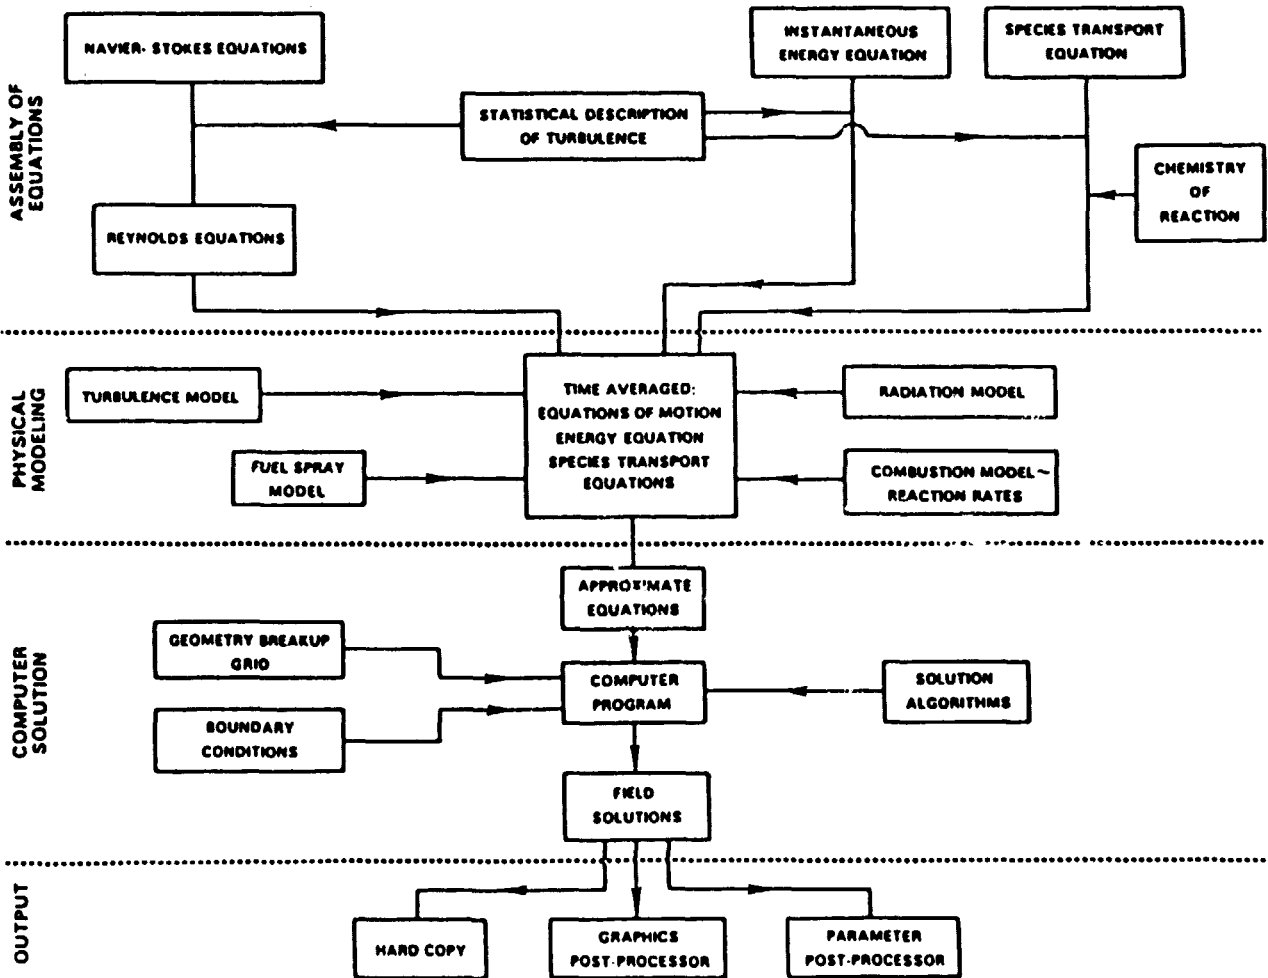 ASSEMBLY OF
EQUATIONS
NAVIER- STOKES EQUATIONS
INSTANTANEOUS
ENERGY EQUATION
SPECIES TRANSPORT
EQUATION
STATISTICAL DESCRIPTION
OF TURBULENCE
CHEMISTRY
OF
REACTION
REYNOLDS EQUATIONS
PHYSICAL
MODELING
TURBULENCE MODEL
FUEL SPRAY
MODEL
TIME AVERAGED:
EQUATIONS OF MOTION
ENERGY EQUATION
SPECIES TRANSPORT
EQUATIONS
RADIATION MODEL
COMBUSTION MODEL~
REACTION RATES
COMPUTER
SOLUTION
APPROXIMATE
EQUATIONS
GEOMETRY BREAKUP
GRID
BOUNDARY
CONDITIONS
COMPUTER
PROGRAM
SOLUTION
ALGORITHMS
FIELD
SOLUTIONS
OUTPUT
HARD COPY
GRAPHICS
POST-PROCESSOR
PARAMETER
POST-PROCESSOR